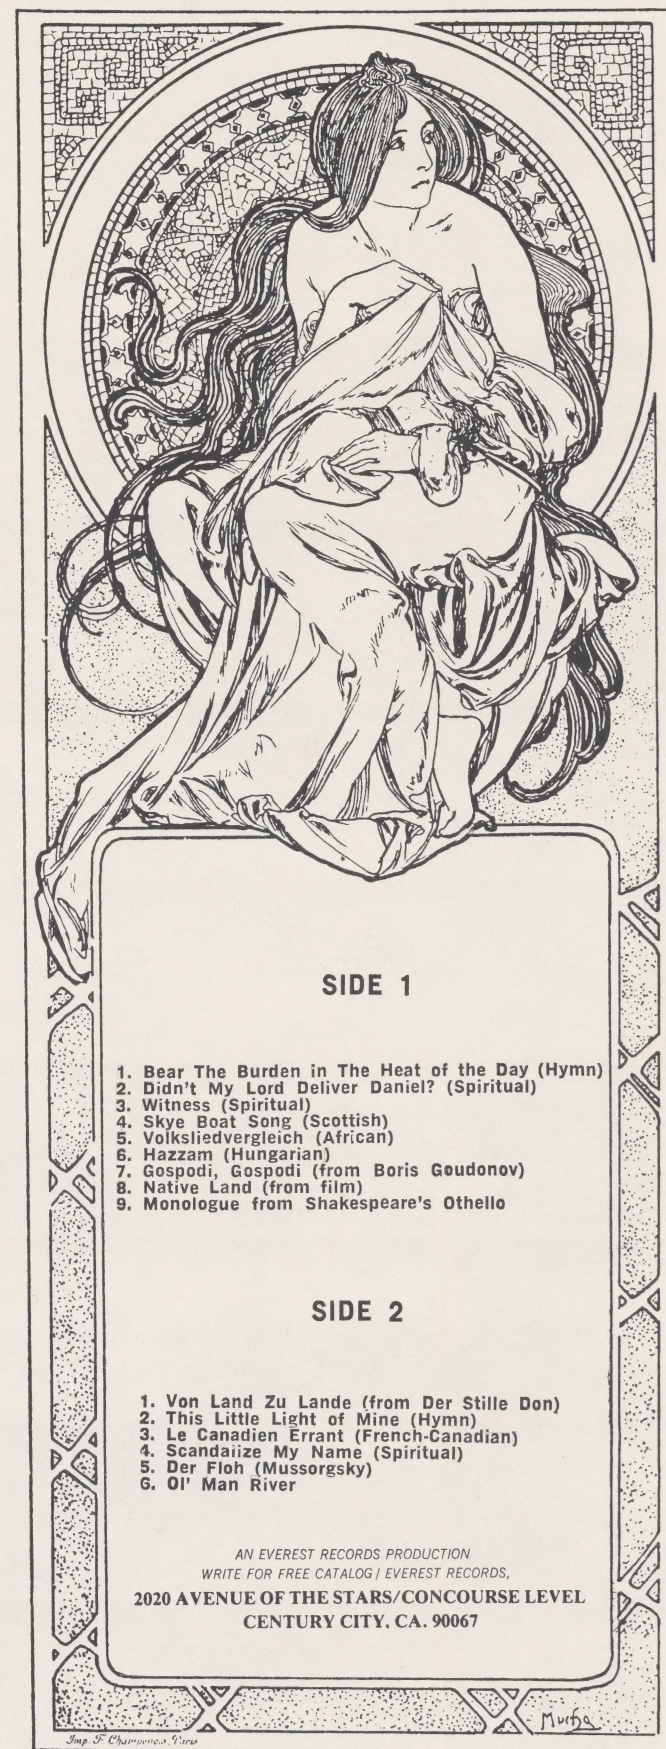 SIDE 1
1. Bear The Burden in The Heat of the Day (Hymn)
2. Didn't My Lord Deliver Daniel? (Spiritual)
3. Witness (Spiritual)
4. Skye Boat Song (Scottish)
5. Volksliedvergleich (African)
6. Hazzam (Hungarian)
7. Gospodi, Gospodi (from Boris Goudonov)
8. Native Land (from film)
9. Monologue from Shakespeare's Othello
SIDE 2
1. Von Land Zu Lande (from Der Stille Don)
2. This Little Light of Mine (Hymn)
3. Le Canadien Errant (French-Canadian)
4. Scandaiize My Name (Spiritual)
5. Der Floh (Mussorgsky)
6. Ol' Man River
AN EVEREST RECORDS PRODUCTION
WRITE FOR FREE CATALOG / EVEREST RECORDS,
2020 AVENUE OF THE STARS/CONCOURSE LEVEL
CENTURY CITY. CA. 90067
Mucha
Imp. F. Champenois, Paris